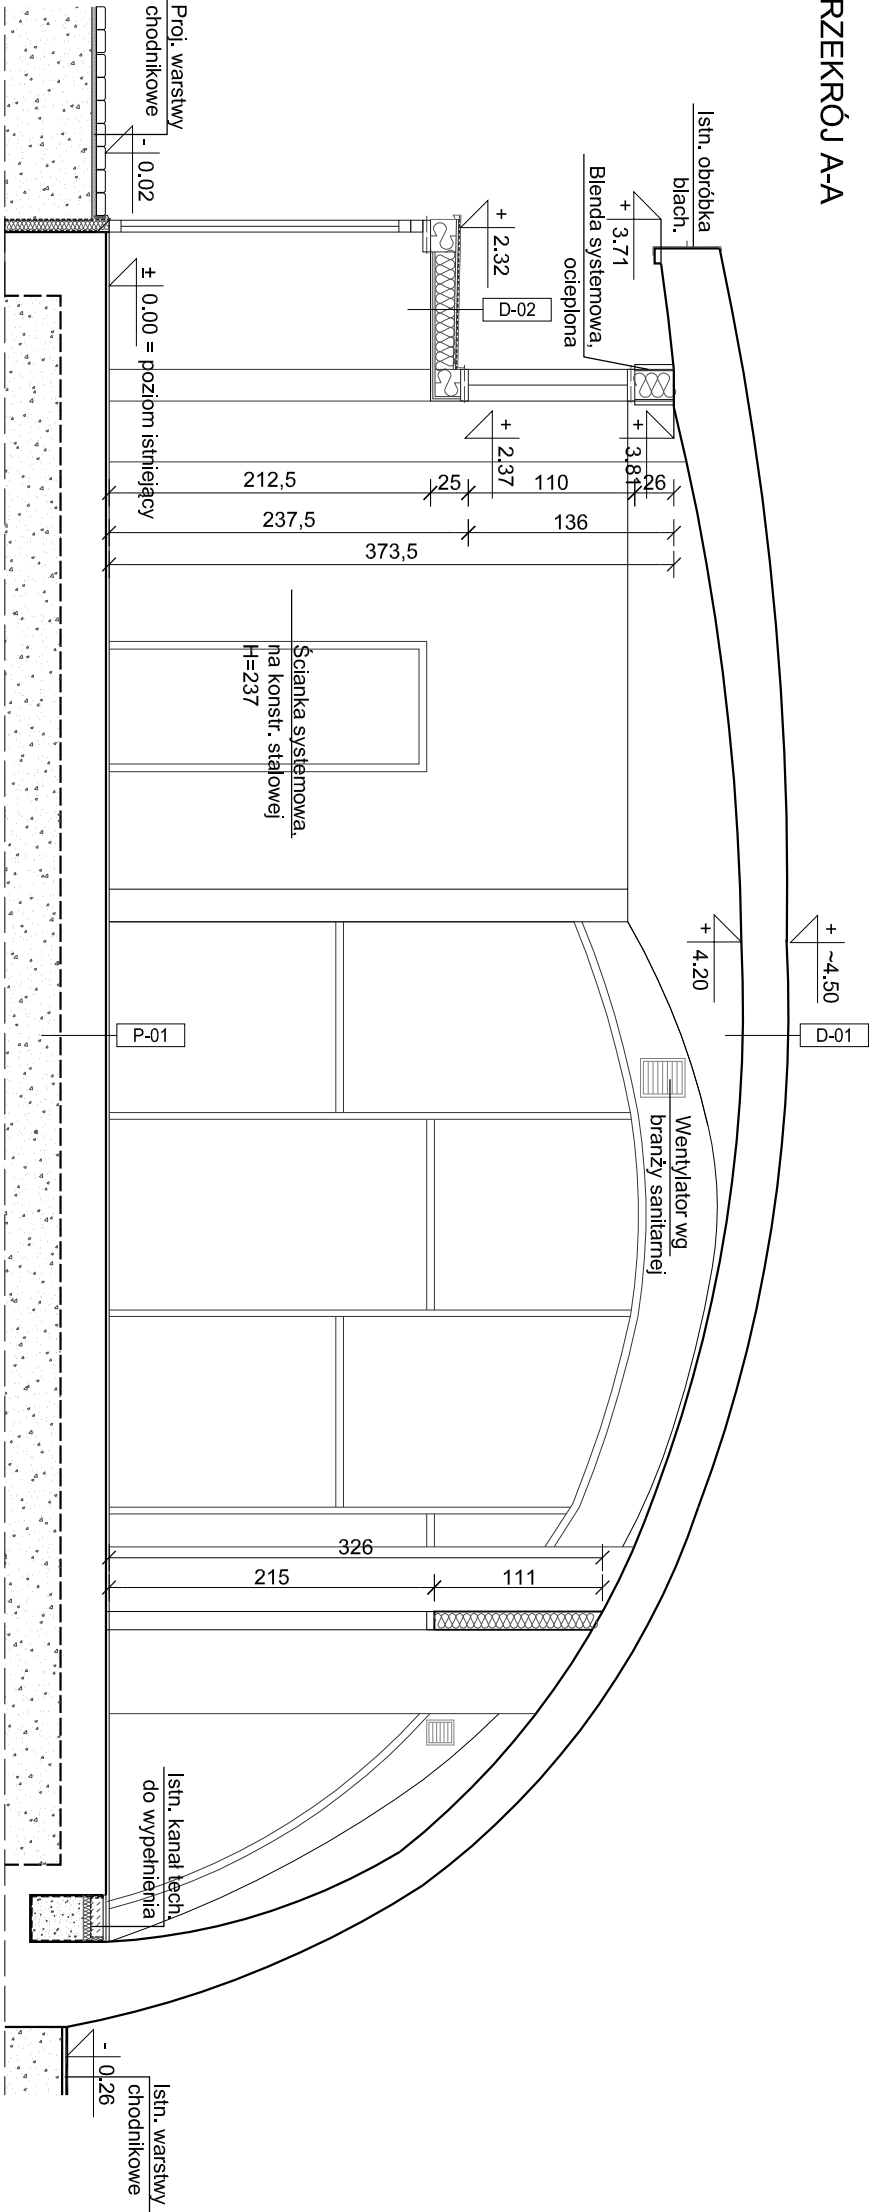 RZEKRÓJ A-A
Istn. obróbka
blach.
+ 3.71
Blenda systemowa,
ocieplona
+ 2.32
D-02
Proj. warstwy
chodnikowe
- 0.02
± 0.00 = poziom istniejący
+ 3.81
+ 2.37
212,5
25
110
26
237,5
136
373,5
Ścianka systemowa,
na konstr. stalowej
H=237
+ ~4.50
+ 4.20
D-01
P-01
Wentylator wg
branży sanitarnej
326
215
111
Istn. kanał tech.
do wypełnienia
- 0.26
Istn. warstwy
chodnikowe